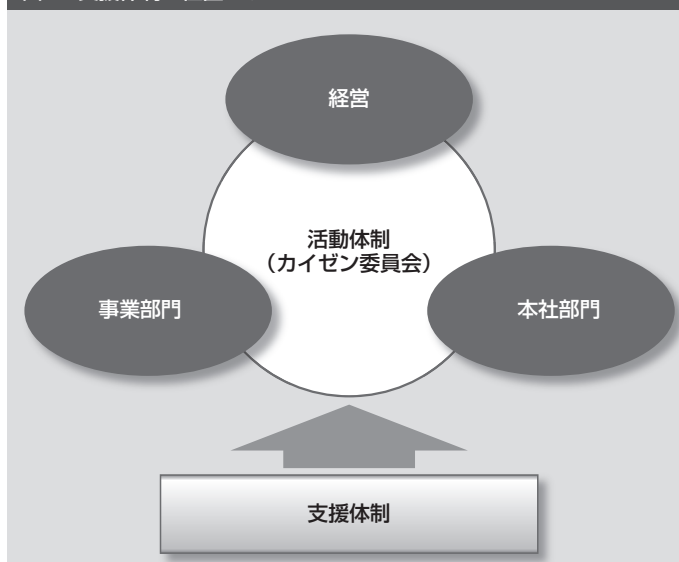 経営
活動体制
（カイゼン委員会）
事業部門
本社部門
支援体制